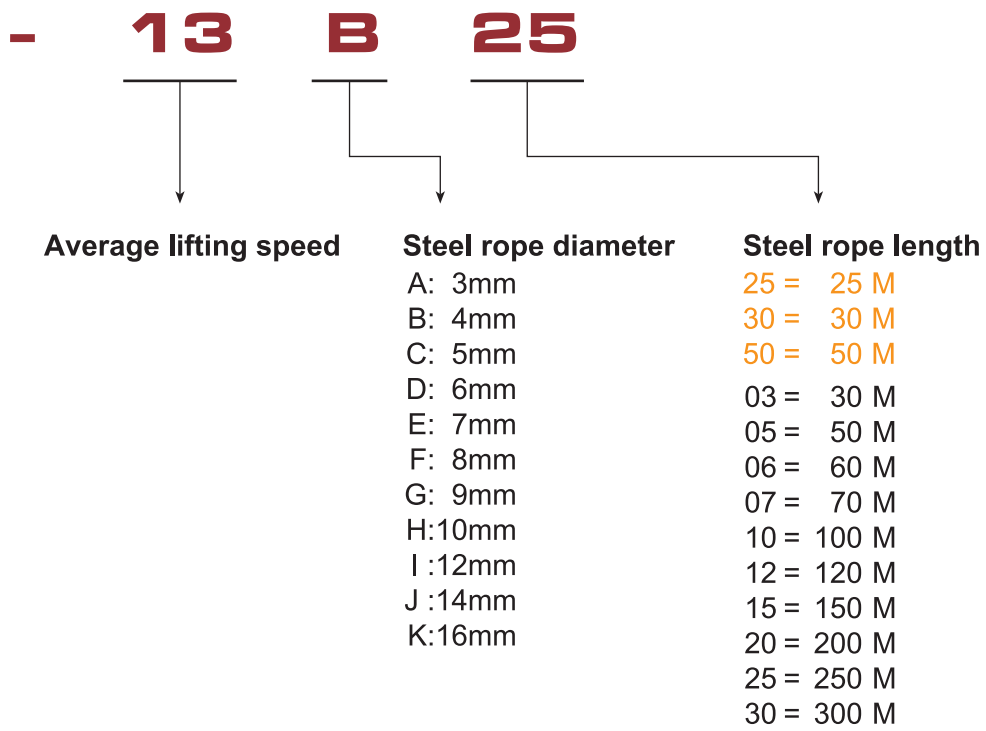 - 13 B 25
Average lifting speed
Steel rope diameter
A: 3mm
B: 4mm
C: 5mm
D: 6mm
E: 7mm
F: 8mm
G: 9mm
H:10mm
I :12mm
J :14mm
K:16mm
Steel rope length
25 = 25 M
30 = 30 M
50 = 50 M
03 = 30 M
05 = 50 M
06 = 60 M
07 = 70 M
10 = 100 M
12 = 120 M
15 = 150 M
20 = 200 M
25 = 250 M
30 = 300 M